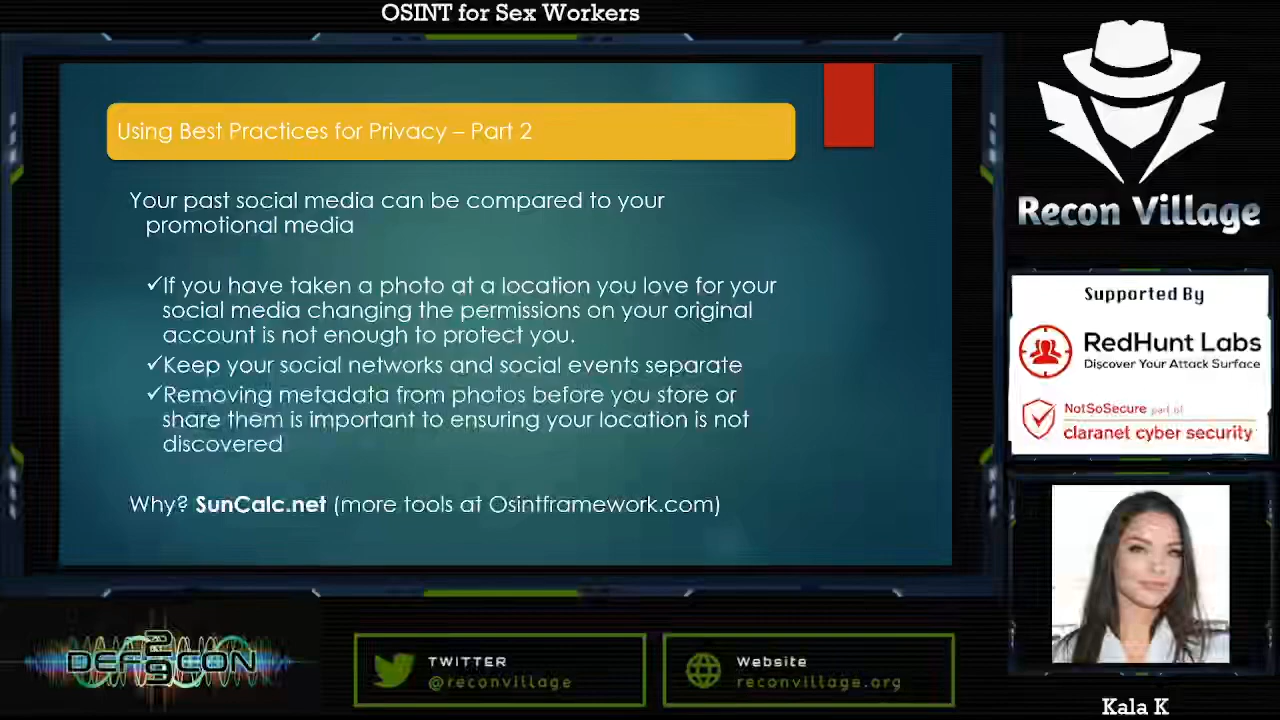 OSINT for Sex Workers
Using Best Practices for Privacy – Part 2
Your past social media can be compared to your
promotional media
✓If you have taken a photo at a location you love for your
social media changing the permissions on your original
account is not enough to protect you.
✓Keep your social networks and social events separate
✓Removing metadata from photos before you store or
share them is important to ensuring your location is not
discovered
Why? SunCalc.net (more tools at Osintframework.com)
Recon Village
Supported By
RedHunt Labs
Discover Your Attack Surface
NotSoSecure part of
claranet cyber security
DEF CON
29
TWITTER
@reconvillage
Website
reconvillage.org
Kala K